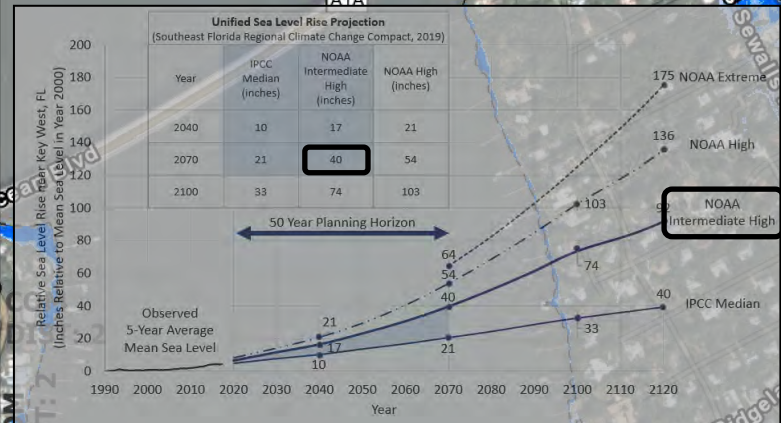 A1A
Unified Sea Level Rise Projection
(Southeast Florida Regional Climate Change Compact, 2019)
Year
IPCC
Median
(inches)
NOAA
Intermediate
High
(inches)
NOAA High
(inches)
2040 10 17 21
2070 21 40 54
2100 33 74 103
Relative Sea Level Rise near Key West, FL
(Inches Relative to Mean Sea Level in Year 2000)
200
180
160
140
120
100
80
60
40
20
0
50 Year Planning Horizon
Observed
5-Year Average
Mean Sea Level
175 NOAA Extreme
136
NOAA High
92
NOAA
Intermediate High
40
IPCC Median
103
74
33
64
54
40
21
21
17
10
1990 2000 2010 2020 2030 2040 2050 2060 2070 2080 2090 2100 2110 2120
Year
Blvd